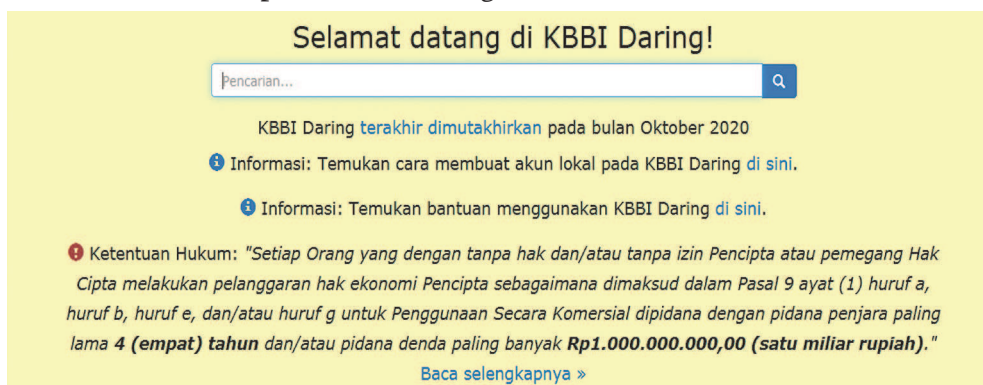 Selamat datang di KBBI Daring!
Pencarian...
KBBI Daring terakhir dimutakhirkan pada bulan Oktober 2020
Informasi: Temukan cara membuat akun lokal pada KBBI Daring di sini.
Informasi: Temukan bantuan menggunakan KBBI Daring di sini.
Ketentuan Hukum: "Setiap Orang yang dengan tanpa hak dan/atau tanpa izin Pencipta atau pemegang Hak
Cipta melakukan pelanggaran hak ekonomi Pencipta sebagaimana dimaksud dalam Pasal 9 ayat (1) huruf a,
huruf b, huruf e, dan/atau huruf g untuk Penggunaan Secara Komersial dipidana dengan pidana penjara paling
lama 4 (empat) tahun dan/atau pidana denda paling banyak Rp1.000.000.000,00 (satu miliar rupiah)."
Baca selengkapnya »